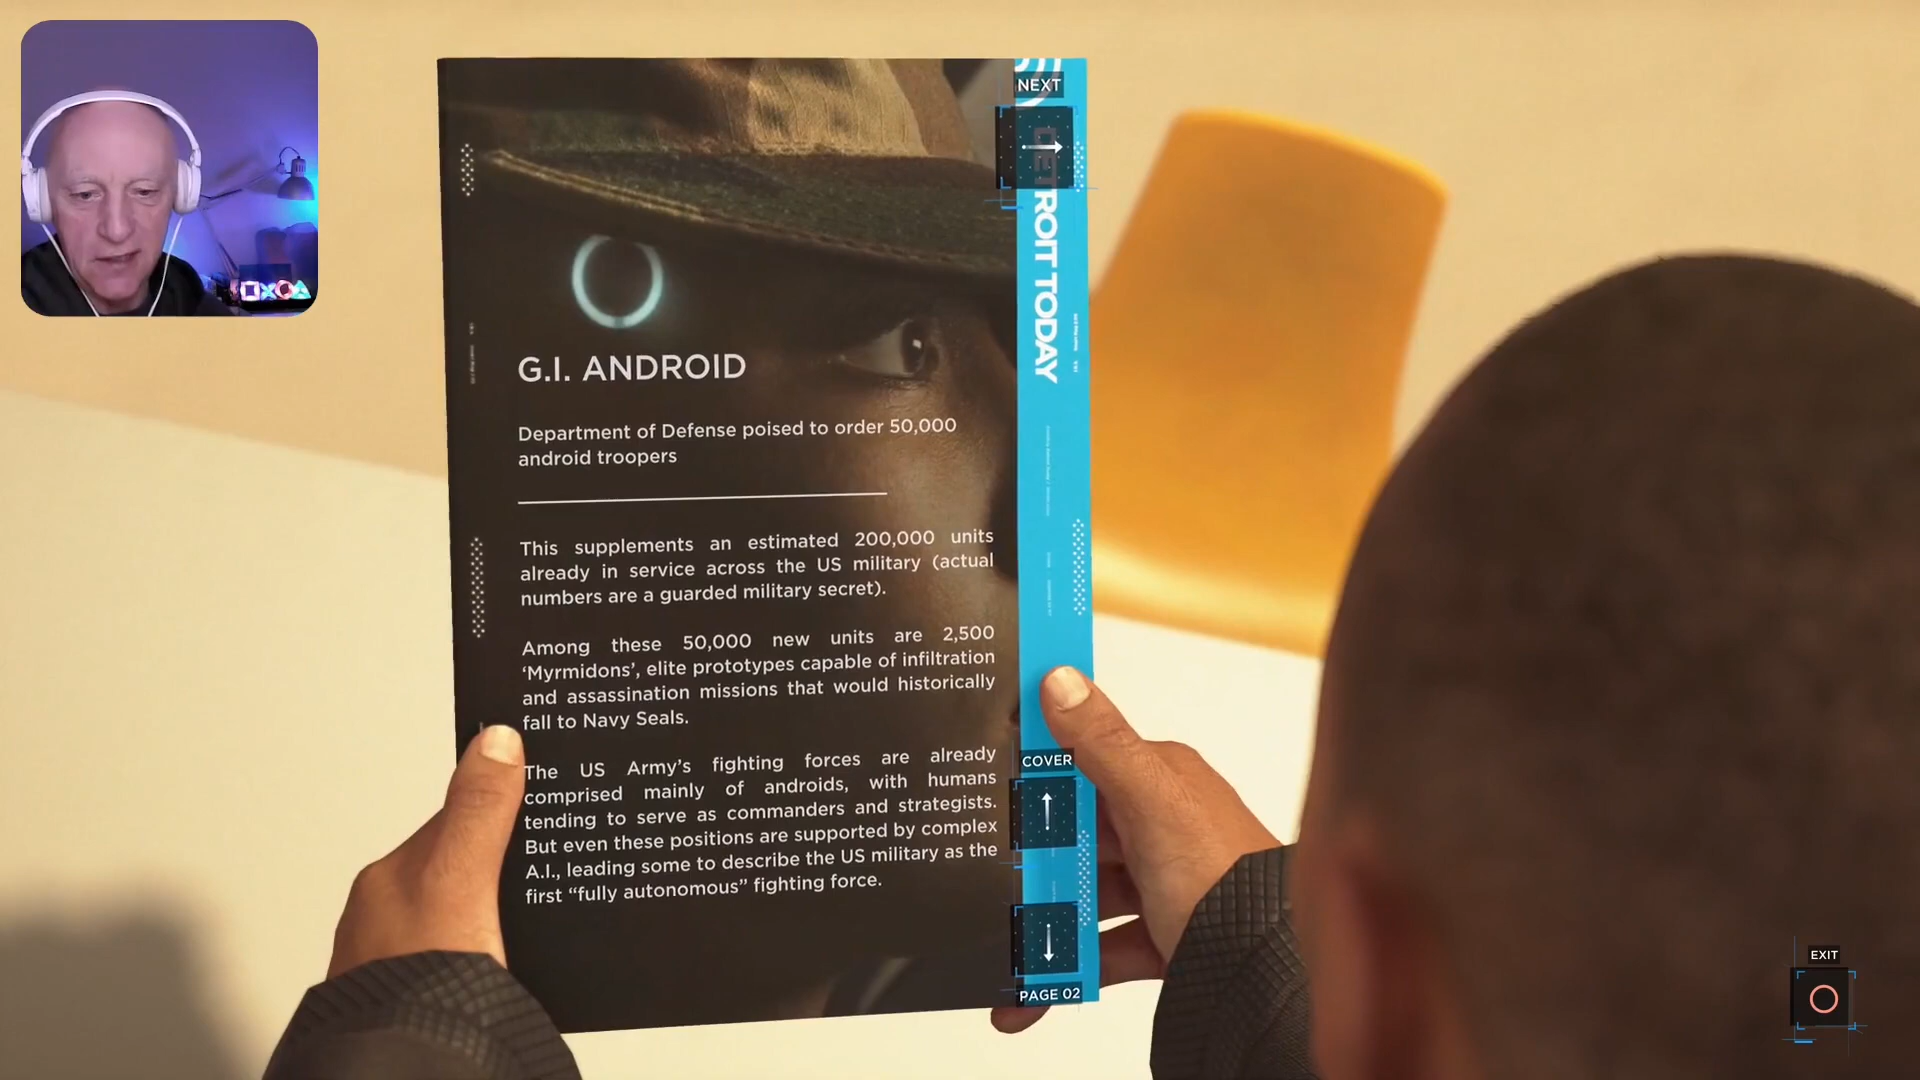 NEXT
DETROIT TODAY
G.I. ANDROID
Department of Defense poised to order 50,000
android troopers
This supplements an estimated 200,000 units
already in service across the US military (actual
numbers are a guarded military secret).
Among these 50,000 new units are 2,500
‘Myrmidons’, elite prototypes capable of infiltration
and assassination missions that would historically
fall to Navy Seals.
The US Army’s fighting forces are already
comprised mainly of androids, with humans
tending to serve as commanders and strategists.
But even these positions are supported by complex
A.I., leading some to describe the US military as the
first “fully autonomous” fighting force.
COVER
PAGE 02
EXIT